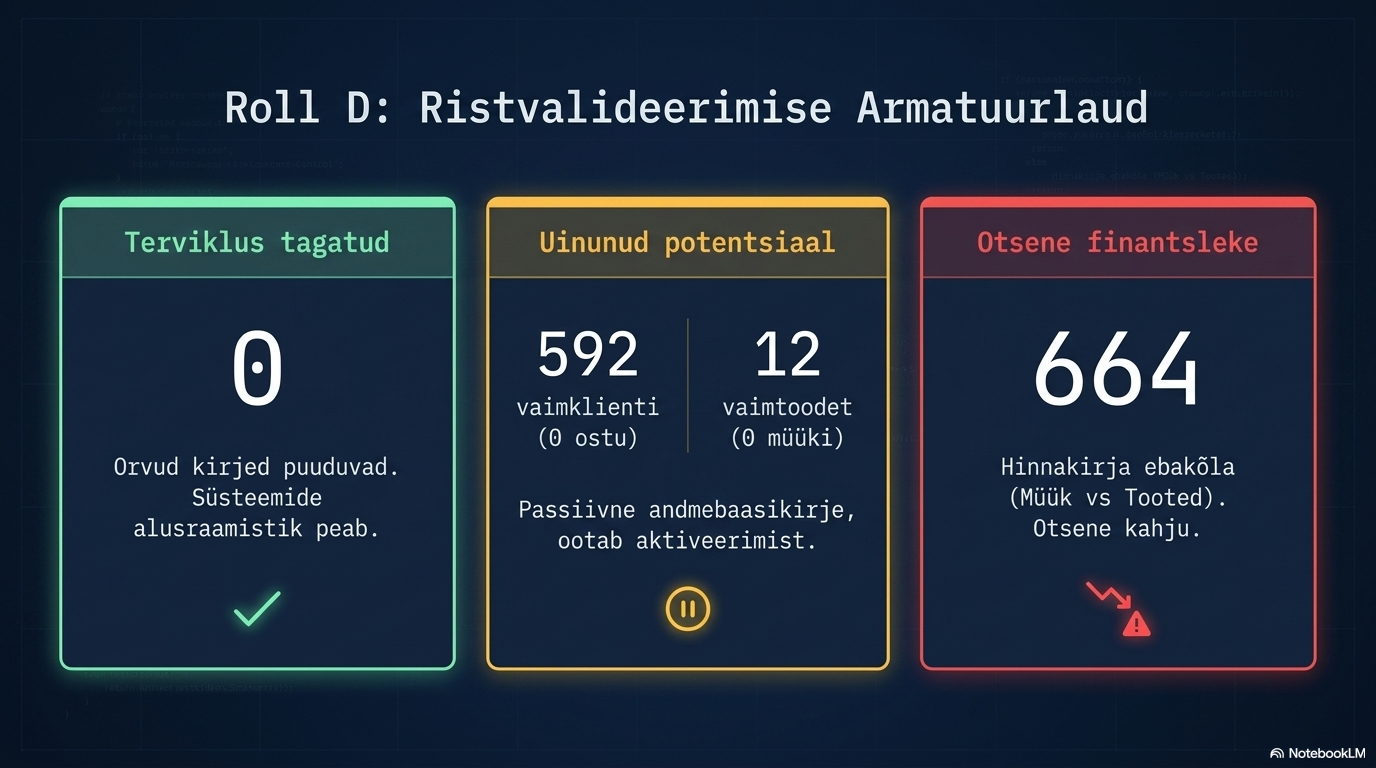 Roll D: Ristvalideerimise Armatuurlaud
Terviklus tagatud
0
Orvud kirjed puuduvad.
Süsteemide
alusraamistik peab.
Uinunud potentsiaal
592
vaimklienti
(0 ostu)
12
vaimtoodet
(0 müüki)
Passiivne andmebaasikirje,
ootab aktiveerimist.
Otsene finantsleke
664
Hinnakirja ebakõla
(Müük vs Tooted).
Otsene kahju.
NotebookLM